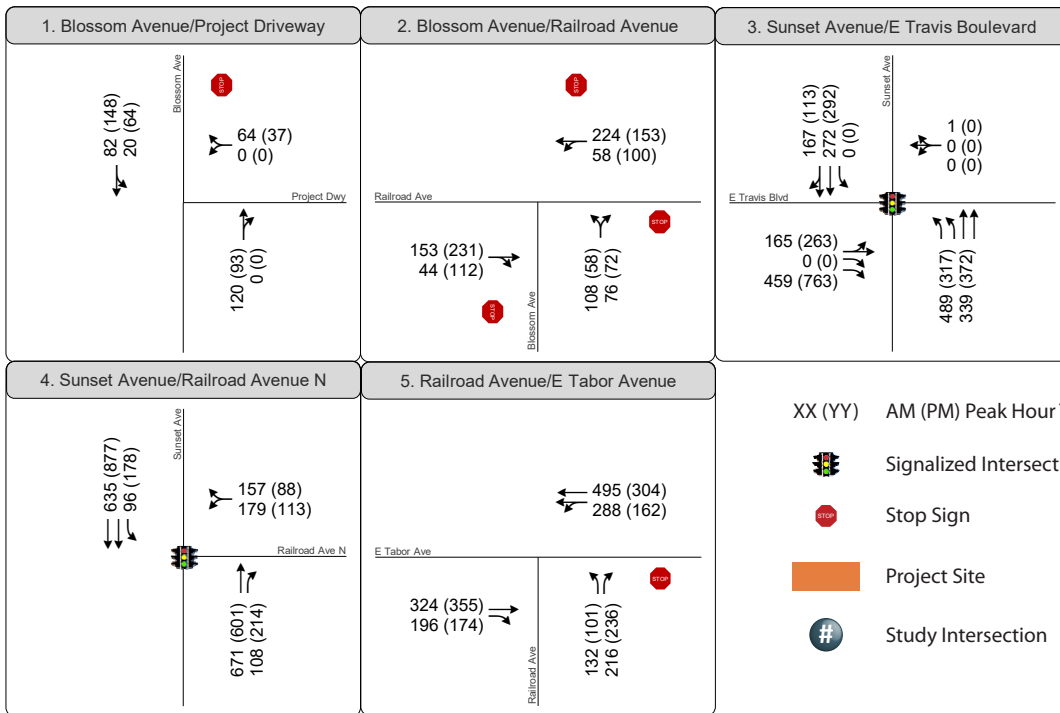 1. Blossom Avenue/Project Driveway
Blossom Ave
STOP
82 (148)
20 (64)
64 (37)
0 (0)
Project Dwy
120 (93)
0 (0)
2. Blossom Avenue/Railroad Avenue
STOP
224 (153)
58 (100)
Railroad Ave
STOP
153 (231)
44 (112)
108 (58)
76 (72)
STOP
Blossom Ave
3. Sunset Avenue/E Travis Boulevard
Sunset Ave
167 (113)
272 (292)
0 (0)
1 (0)
0 (0)
0 (0)
E Travis Blvd
165 (263)
0 (0)
459 (763)
489 (317)
339 (372)
4. Sunset Avenue/Railroad Avenue N
Sunset Ave
635 (877)
96 (178)
157 (88)
179 (113)
Railroad Ave N
671 (601)
108 (214)
5. Railroad Avenue/E Tabor Avenue
495 (304)
288 (162)
E Tabor Ave
STOP
324 (355)
196 (174)
132 (101)
216 (236)
Railroad Ave
XX (YY) AM (PM) Peak Hour
Signalized Intersect
STOP Stop Sign
Project Site
# Study Intersection